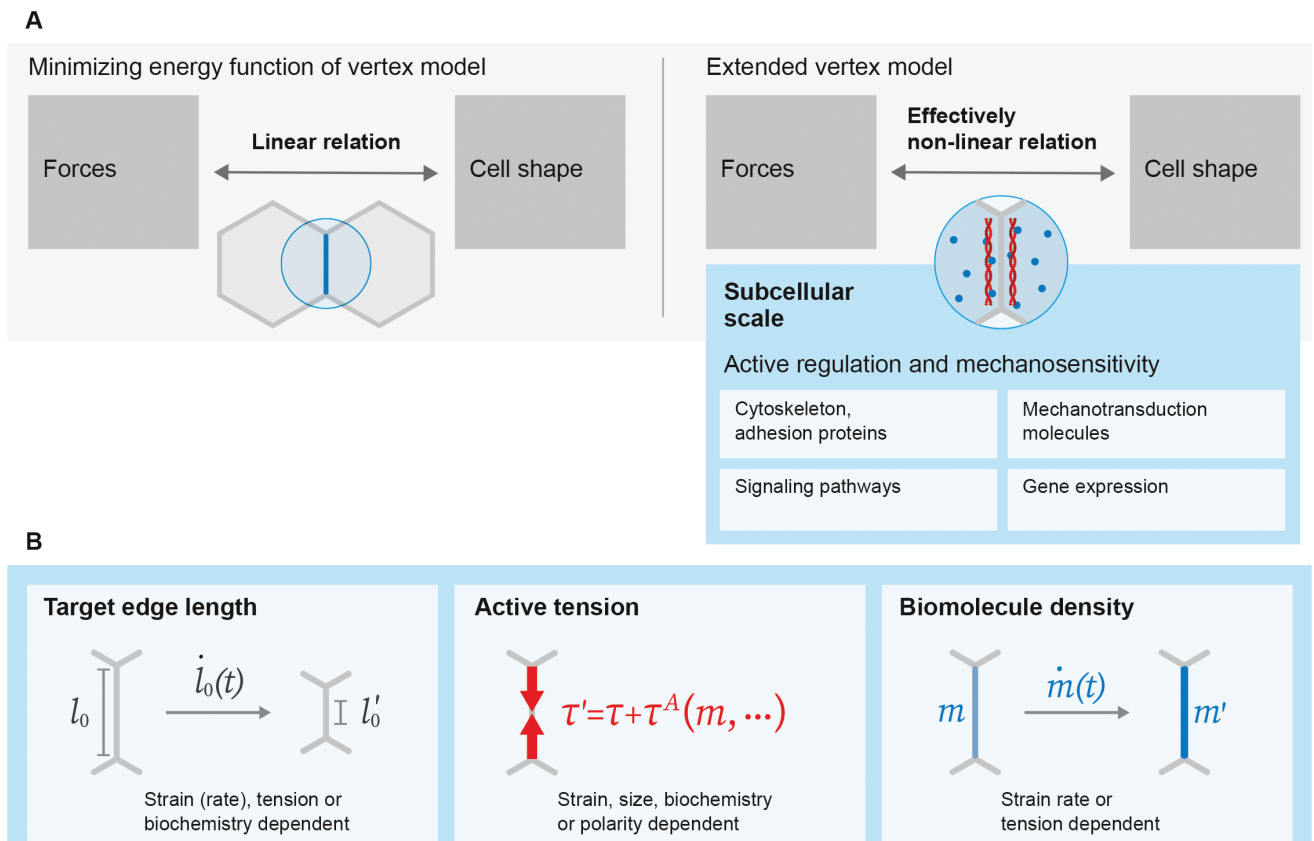 A
Minimizing energy function of vertex model
Forces
Linear relation
Cell shape
Extended vertex model
Forces
Effectively
non-linear relation
Cell shape
Subcellular
scale
Active regulation and mechanosensitivity
Cytoskeleton,
adhesion proteins
Mechanotransduction
molecules
Signaling pathways
Gene expression
B
Target edge length
l₀
l̇₀(t)
l₀′
Strain (rate), tension or
biochemistry dependent
Active tension
τ'=τ+τᴬ(m, ...)
Strain, size, biochemistry
or polarity dependent
Biomolecule density
m
ṁ(t)
m'
Strain rate or
tension dependent